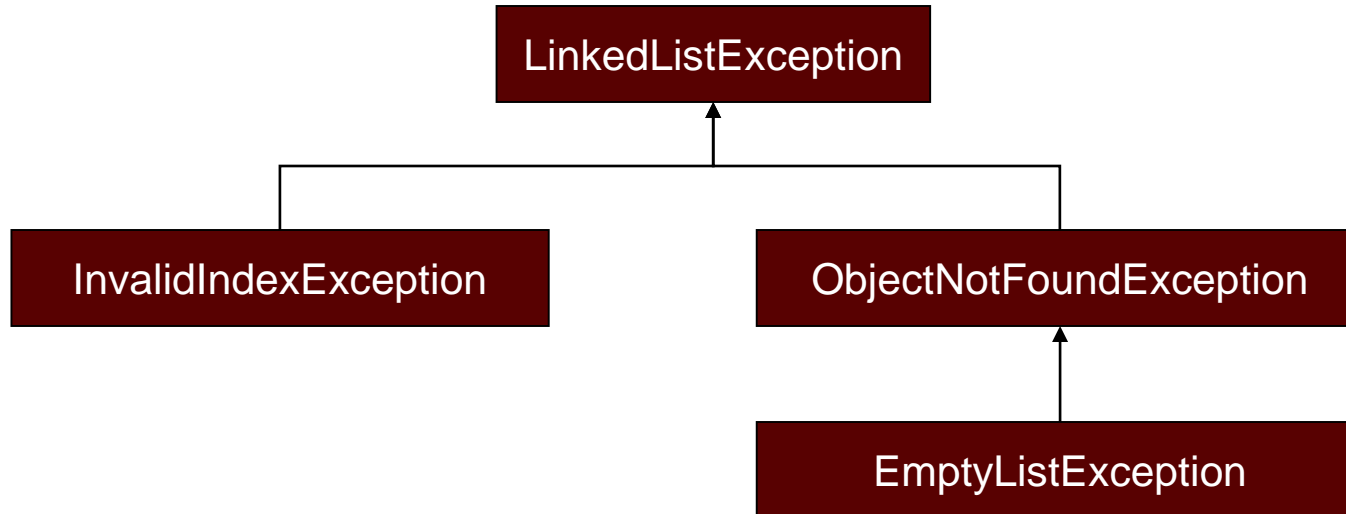 LinkedListException
InvalidIndexException
ObjectNotFoundException
EmptyListException